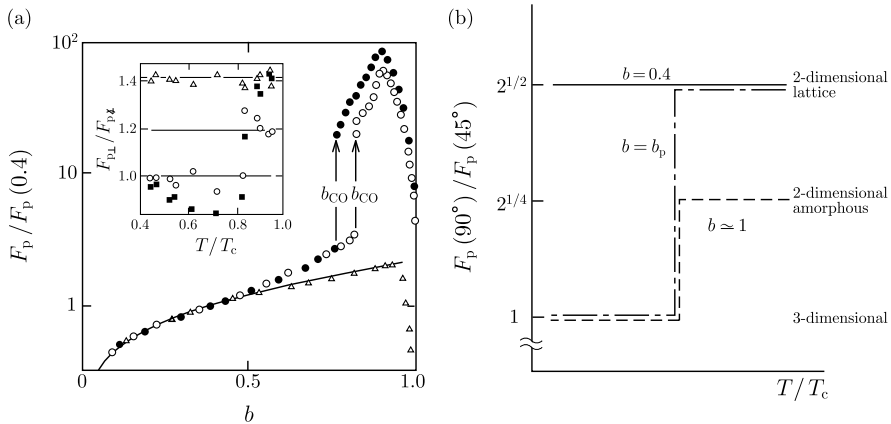 (a)
10²
10
1
F_p / F_p (0.4)
0
0.5
1.0
b
b_CO
b_CO
1.4
1.2
1.0
F_p⊥ / F_p∡
0.4
0.6
0.8
1.0
T / T_c
(b)
F_p (90°) / F_p (45°)
2^{1/2}
2^{1/4}
1
b = 0.4
b = b_p
b ≃ 1
2-dimensional
lattice
2-dimensional
amorphous
3-dimensional
T / T_c